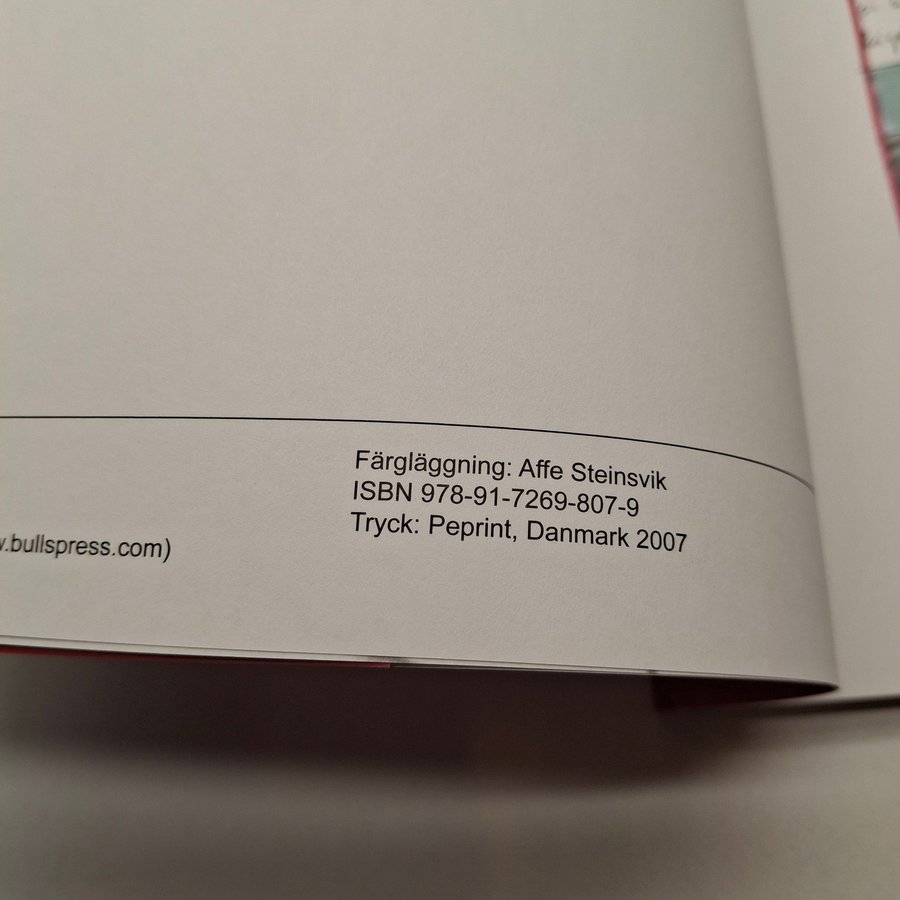 Färgläggning: Affe Steinsvik
ISBN 978-91-7269-807-9
Tryck: Peprint, Danmark 2007
.bullspress.com)